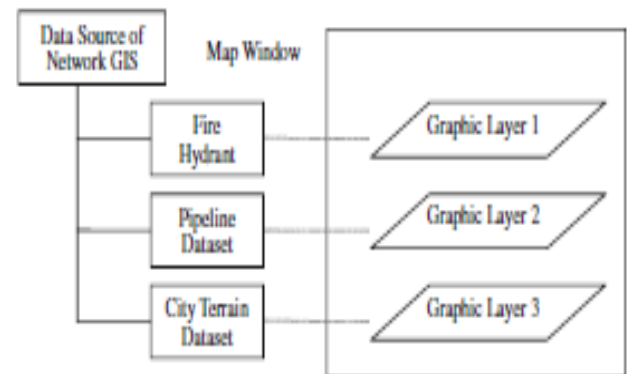 Data Source of
Network GIS
Map Window
Fire
Hydrant
Graphic Layer 1
Pipeline
Dataset
Graphic Layer 2
City Terrain
Dataset
Graphic Layer 3